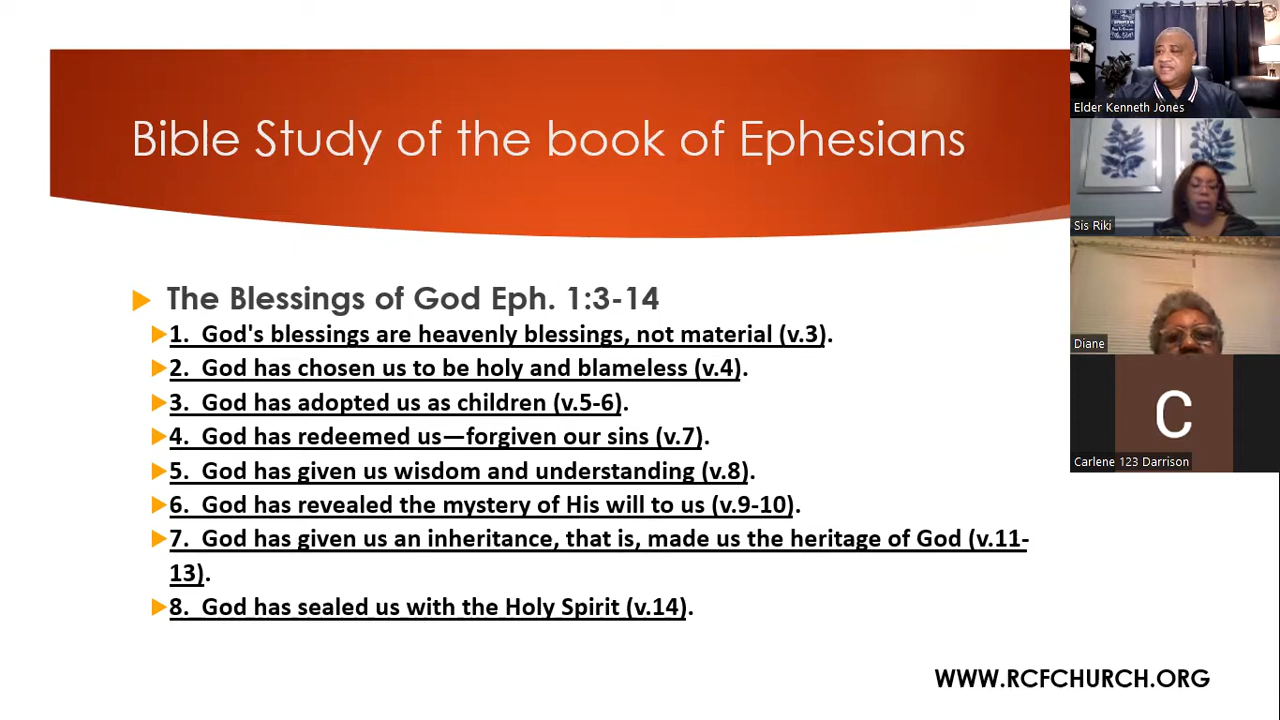 Bible Study of the book of Ephesians
The Blessings of God Eph. 1:3-14
1. God's blessings are heavenly blessings, not material (v.3).
2. God has chosen us to be holy and blameless (v.4).
3. God has adopted us as children (v.5-6).
4. God has redeemed us—forgiven our sins (v.7).
5. God has given us wisdom and understanding (v.8).
6. God has revealed the mystery of His will to us (v.9-10).
7. God has given us an inheritance, that is, made us the heritage of God (v.11-
13).
8. God has sealed us with the Holy Spirit (v.14).
WWW.RCFCHURCH.ORG
Elder Kenneth Jones
Sis Riki
Diane
C
Carlene 123 Darrison